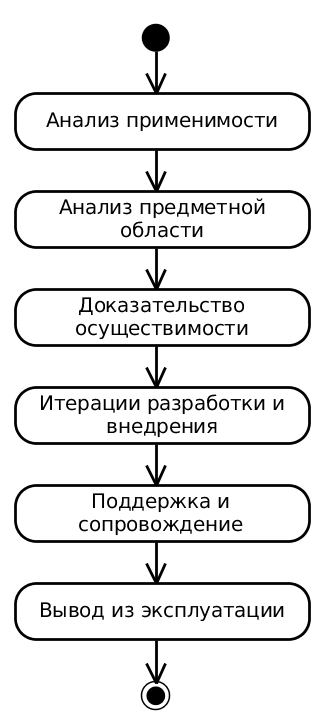 Анализ применимости
Анализ предметной
области
Доказательство
осуществимости
Итерации разработки и
внедрения
Поддержка и
сопровождение
Вывод из эксплуатации